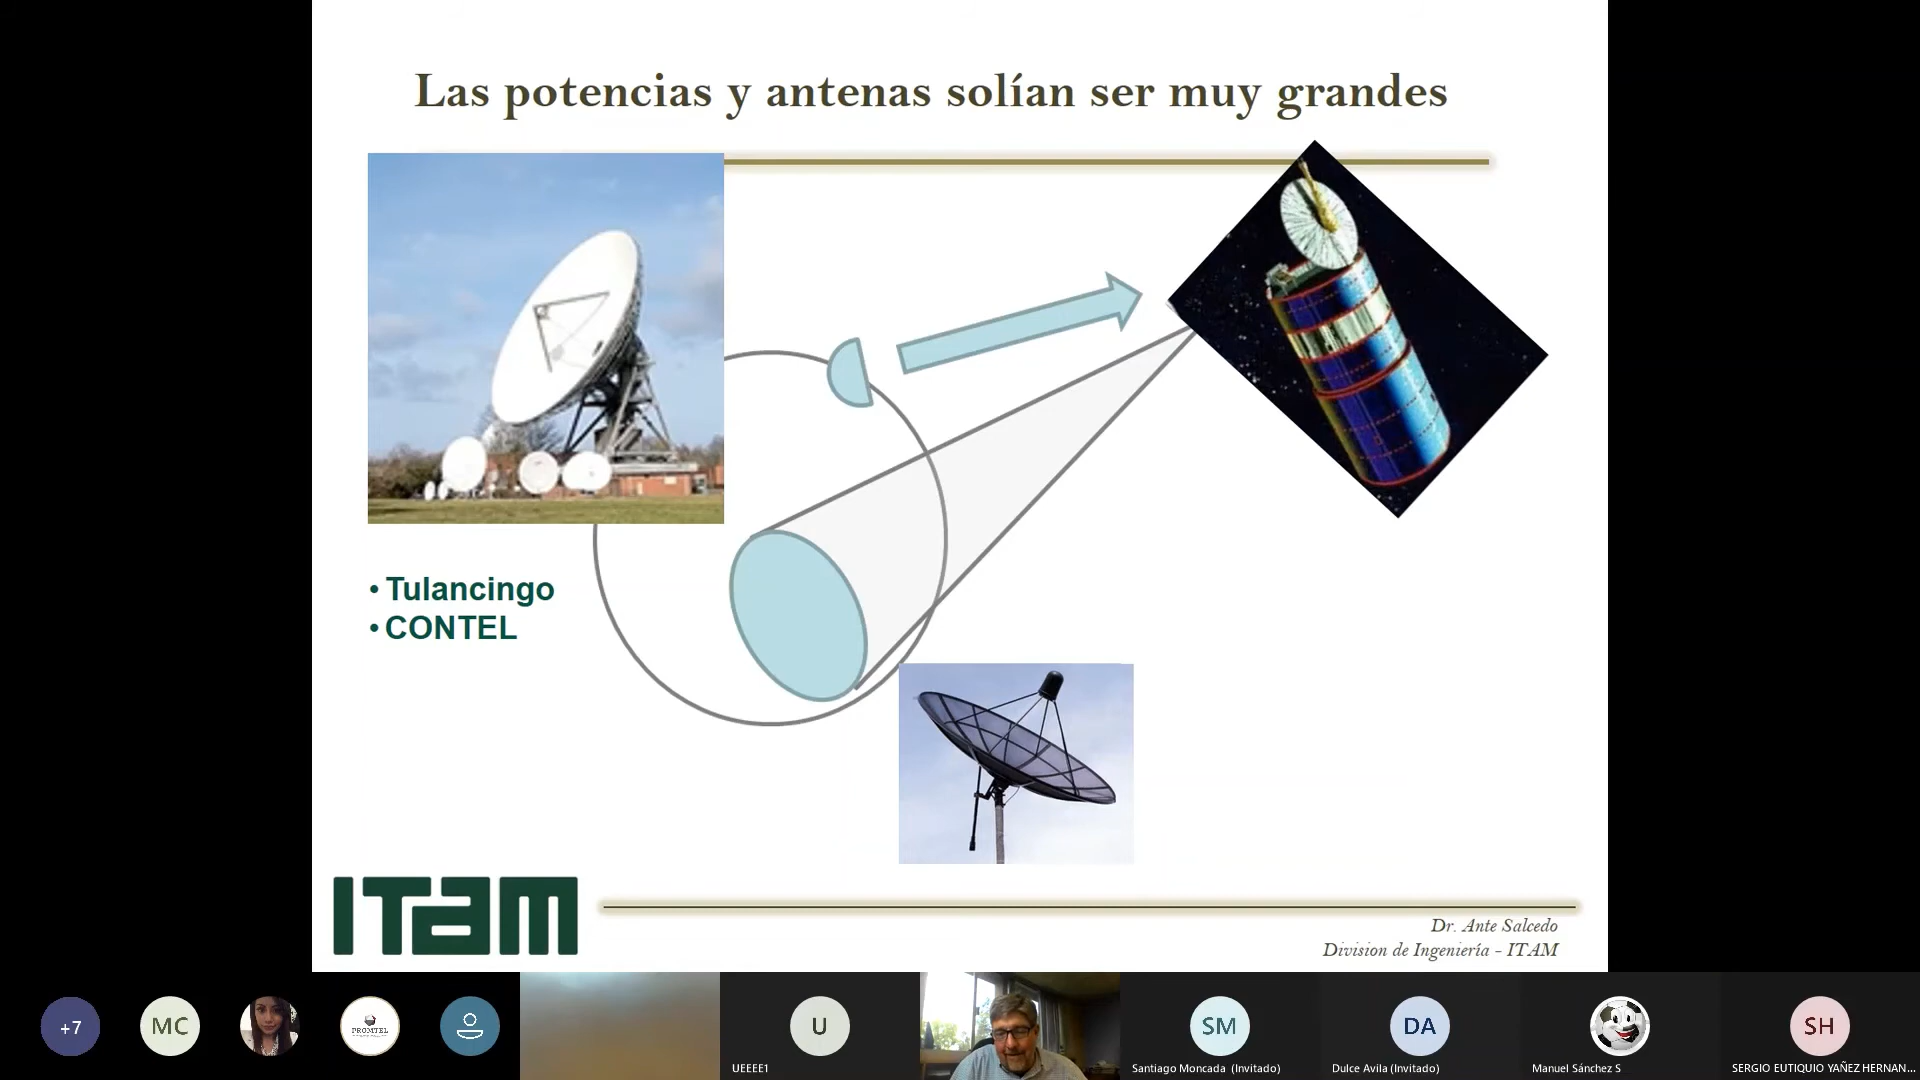 Las potencias y antenas solían ser muy grandes
• Tulancingo
• CONTEL
ITAM
Dr. Ante Salcedo
Division de Ingeniería - ITAM
+7
MC
PROMTEL
U
UEEEE1
SM
Santiago Moncada (Invitado)
DA
Dulce Avila (Invitado)
Manuel Sánchez S
SH
SERGIO EUTIQUIO YAÑEZ HERNAN...